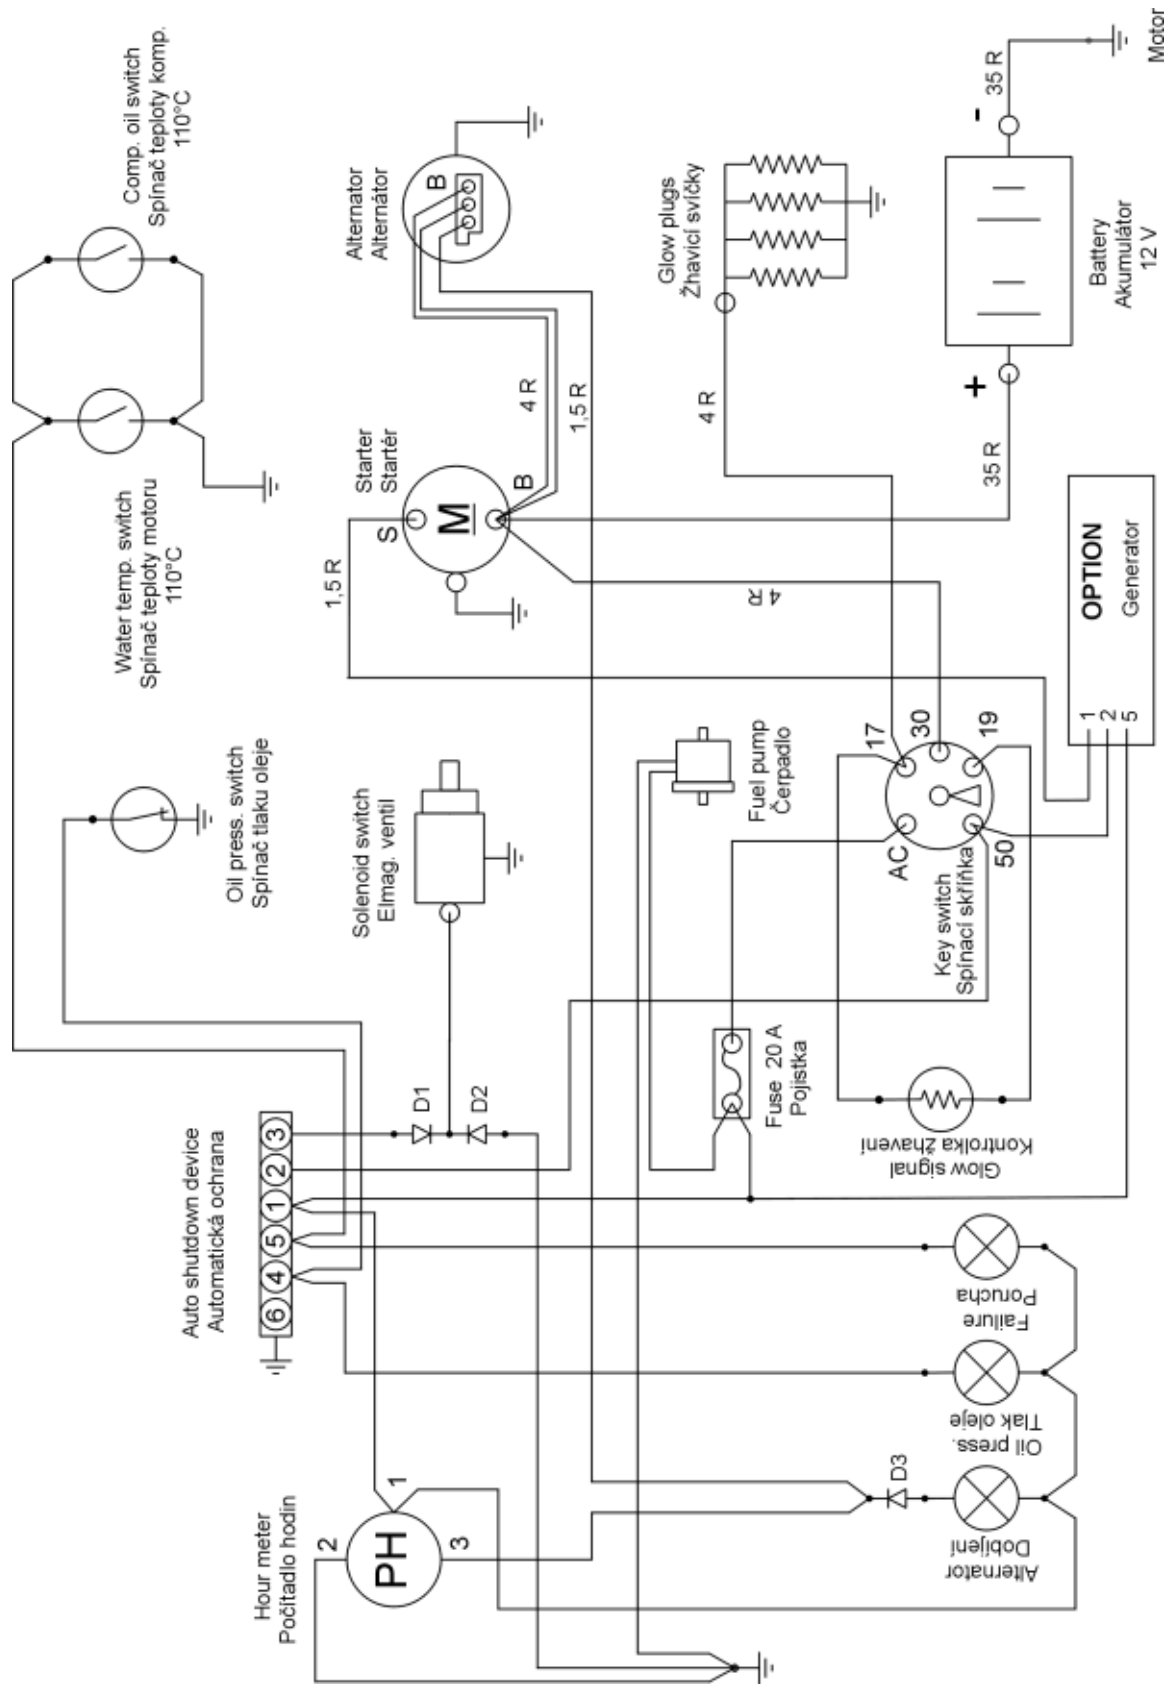 Comp. oil switch
Spínač teploty komp.
110°C
Water temp. switch
Spínač teploty motoru
110°C
Oil press. switch
Spínač tlaku oleje
Auto shutdown device
Automatická ochrana
6 4 5 1 2 3
Hour meter
Počítadlo hodin
PH
1
2
3
Alternator
Alternátor
B
4 R
1,5 R
Starter
Startér
M
S
B
1,5 R
4 R
Solenoid switch
Elmag. ventil
D1
D2
Glow plugs
Žhavicí svíčky
4 R
Fuel pump
Čerpadlo
Fuse 20 A
Pojistka
Key switch
Spínací skříňka
AC
17
30
19
50
Glow signal
Kontrolka žhavení
Failure
Porucha
Oil press.
Tlak oleje
Alternator
Dobíjení
D3
35 R
-
+
35 R
Battery
Akumulátor
12 V
Motor
OPTION
Generator
1
2
5